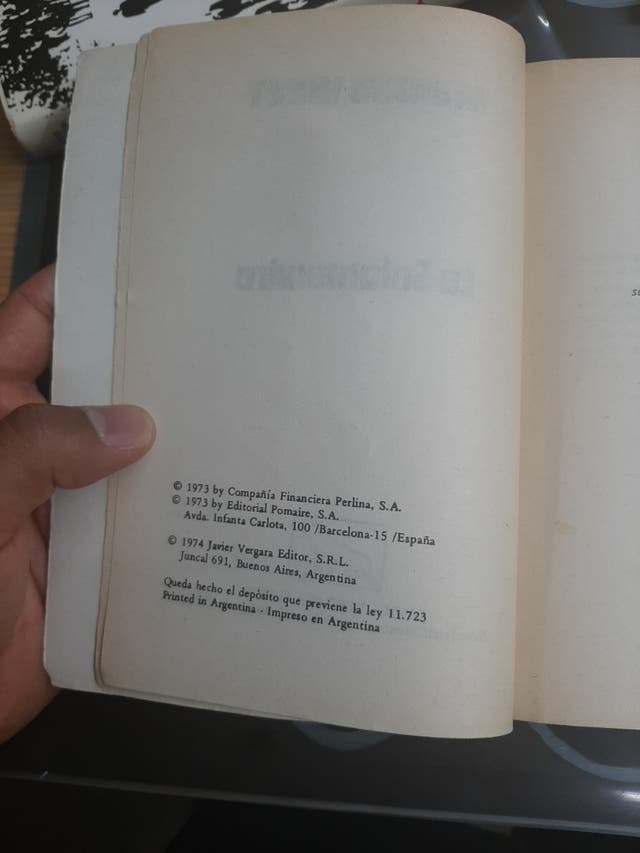 © 1973 by Compañía Financiera Perlina, S.A.
© 1973 by Editorial Pomaire, S.A.
Avda. Infanta Carlota, 100 /Barcelona-15 /España
© 1974 Javier Vergara Editor, S.R.L.
Juncal 691, Buenos Aires, Argentina
Queda hecho el depósito que previene la ley 11.723
Printed in Argentina - Impreso en Argentina